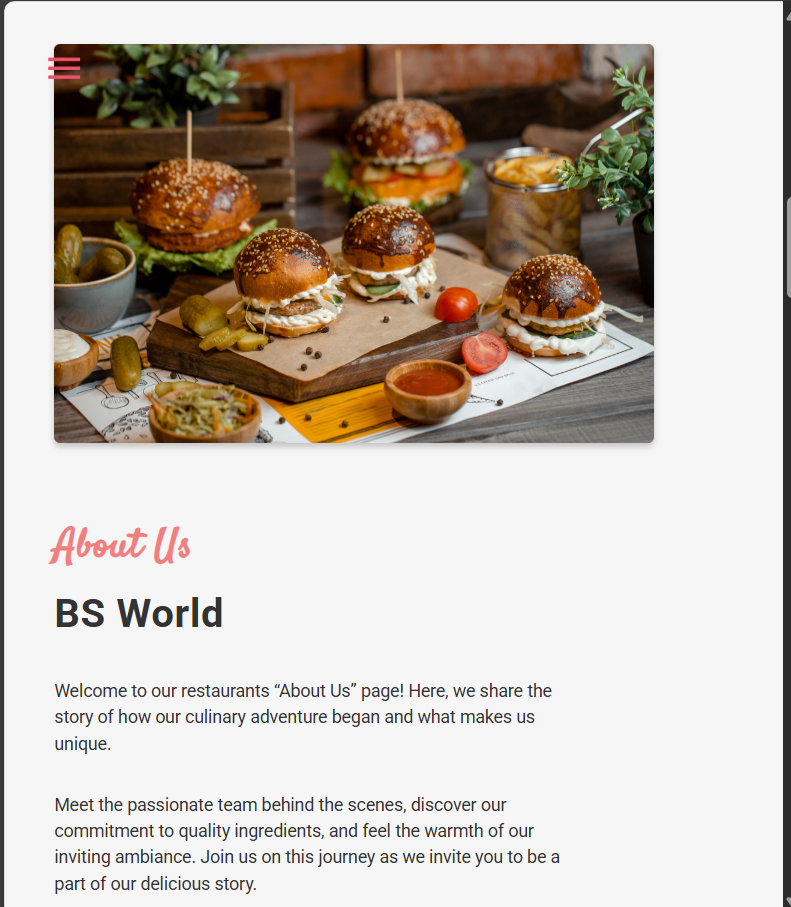 About Us
BS World
Welcome to our restaurants “About Us” page! Here, we share the
story of how our culinary adventure began and what makes us
unique.
Meet the passionate team behind the scenes, discover our
commitment to quality ingredients, and feel the warmth of our
inviting ambiance. Join us on this journey as we invite you to be a
part of our delicious story.